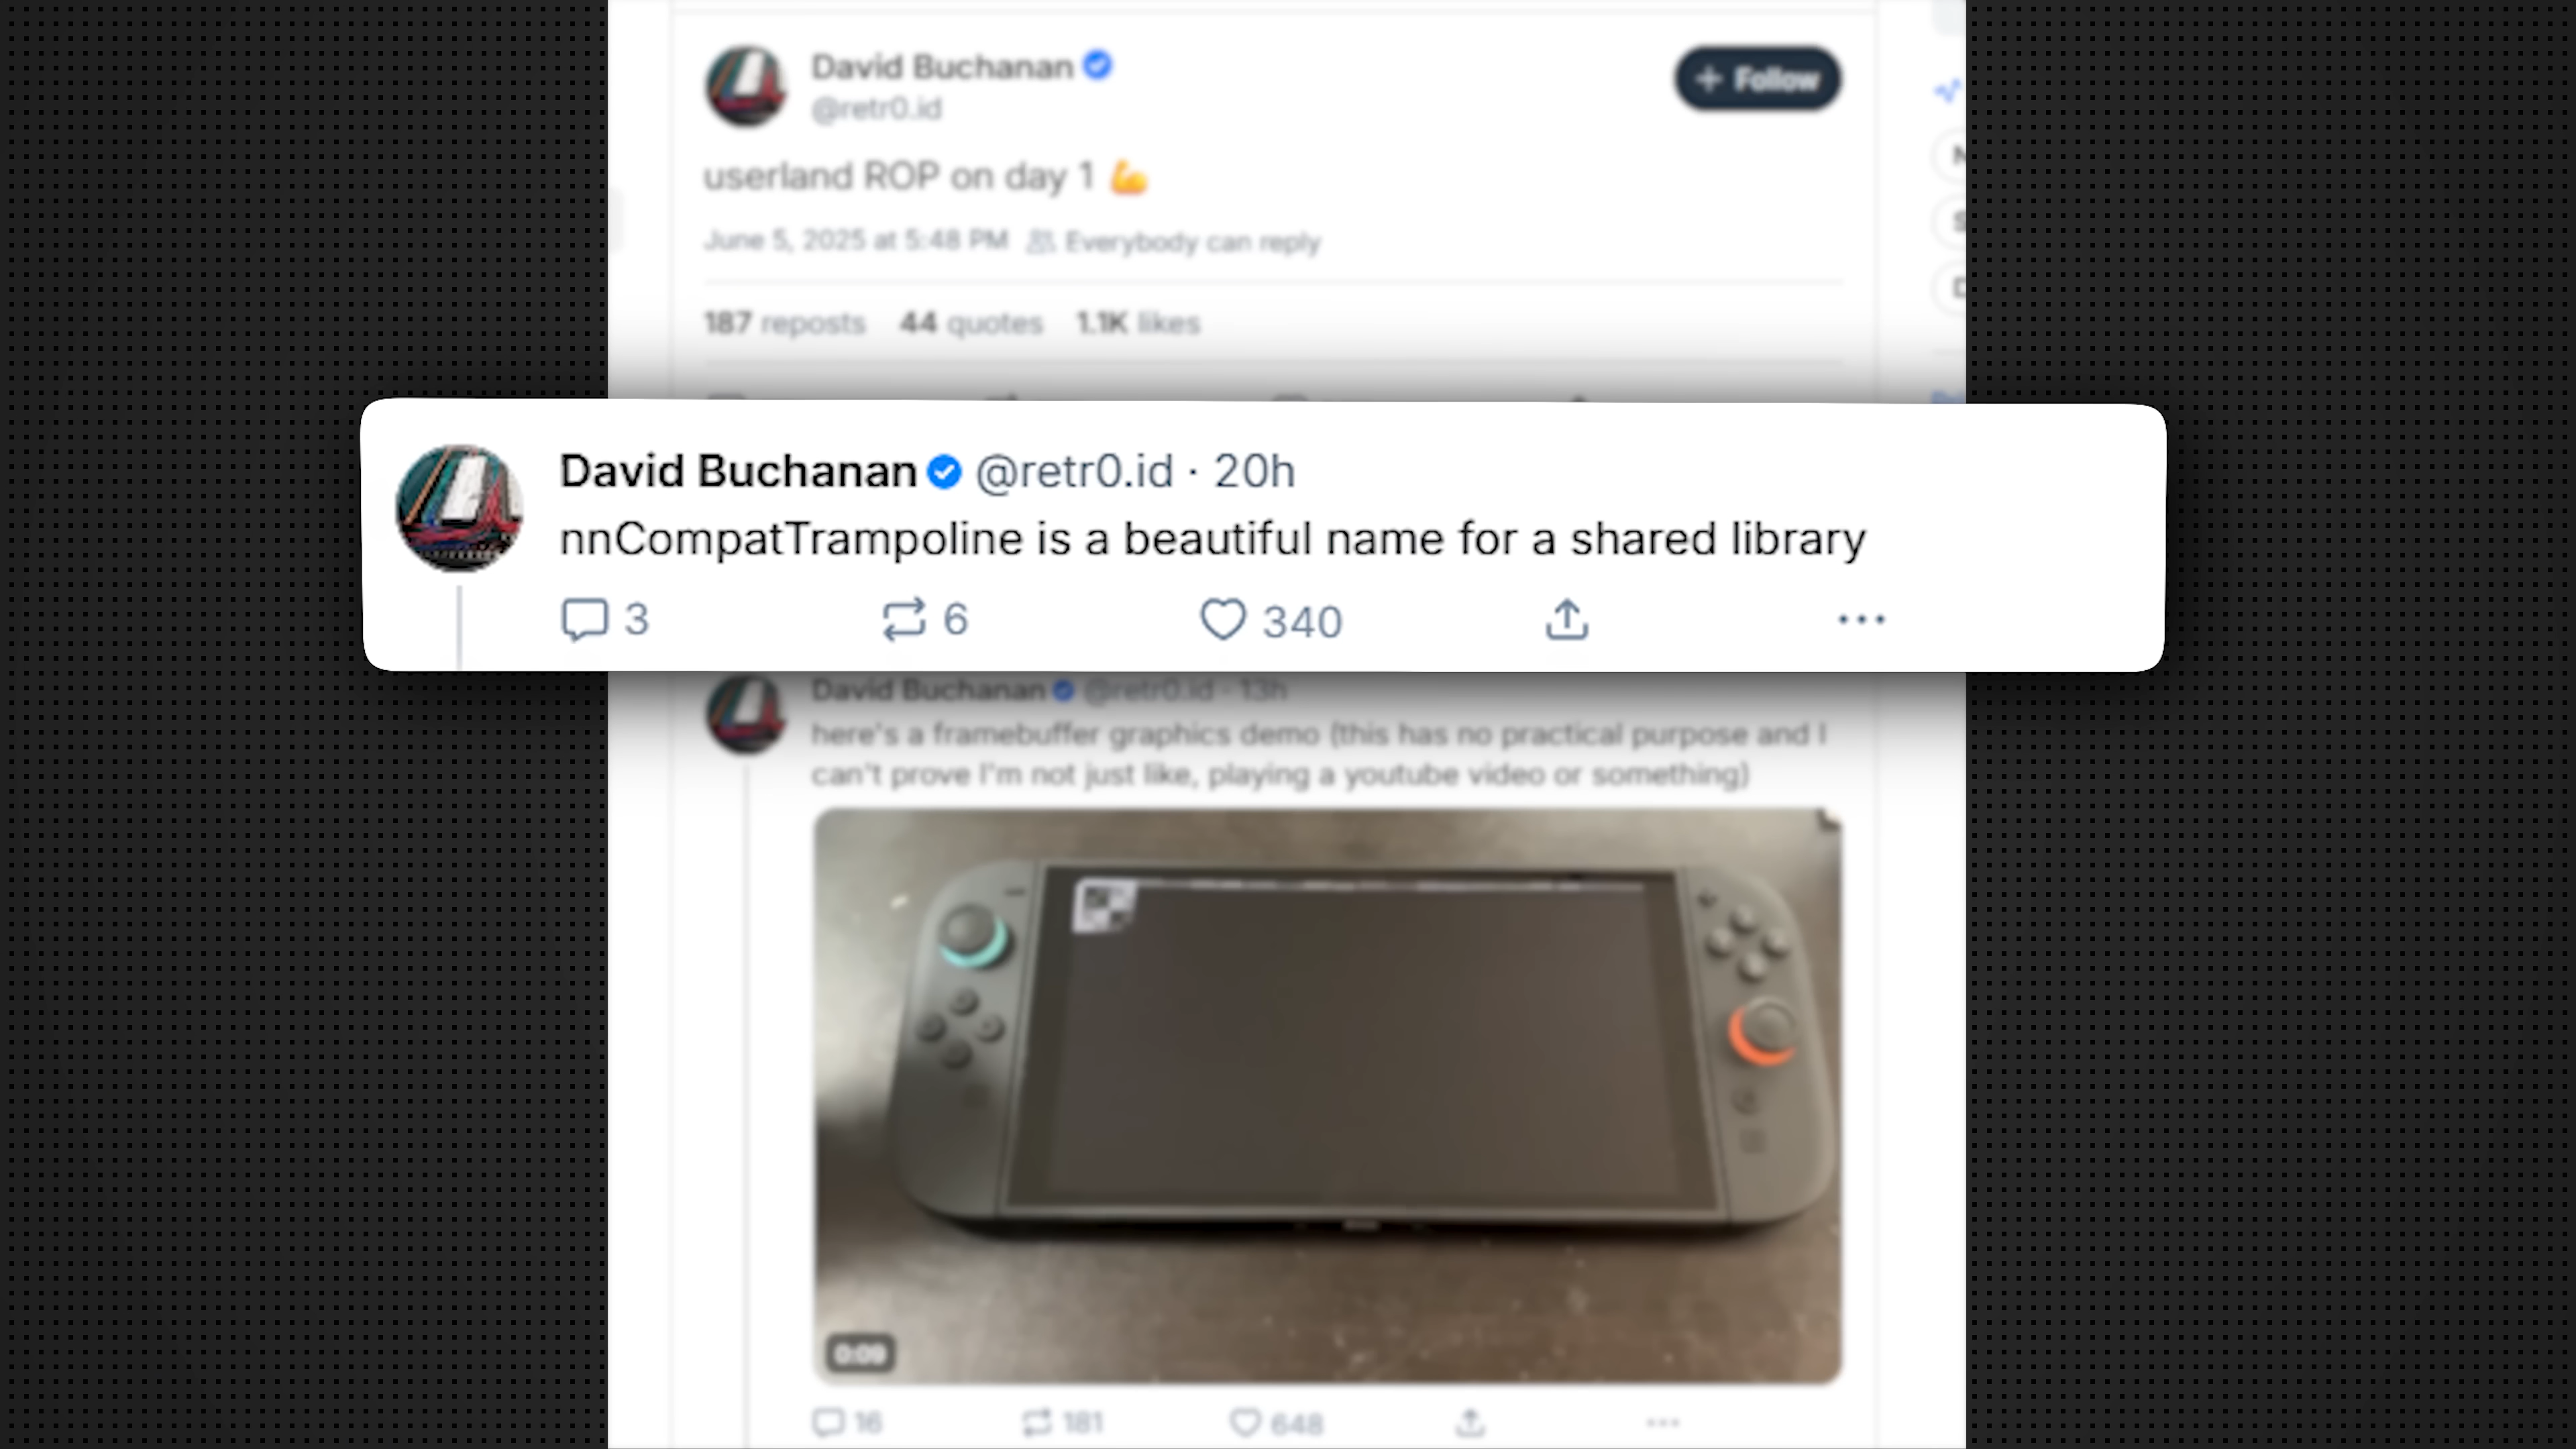 David Buchanan
@retr0.id
+ Follow
userland ROP on day 1 💪
June 5, 2025 at 5:48 PM Everybody can reply
187 reposts 44 quotes 1.1K likes
David Buchanan @retr0.id · 20h
nnCompatTrampoline is a beautiful name for a shared library
3 6 340 ...
David Buchanan @retr0.id · 13h
here's a framebuffer graphics demo (this has no practical purpose and I
can't prove I'm not just like, playing a youtube video or something)
0:09
16 181 648 ...